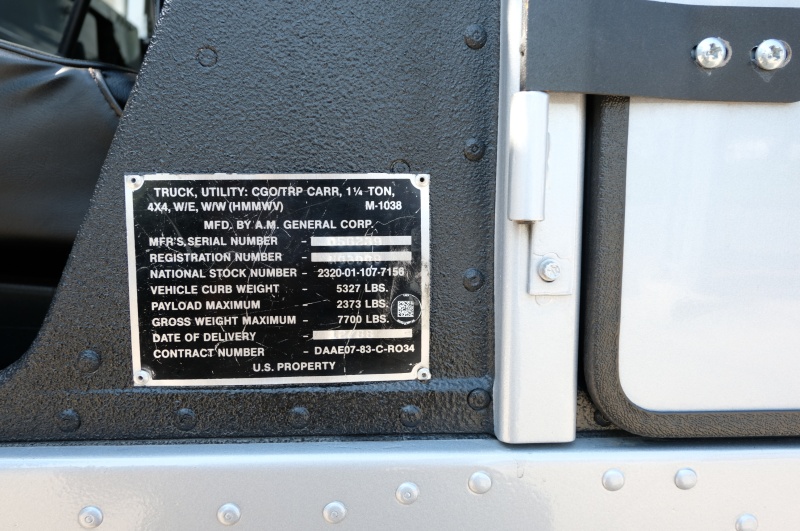 TRUCK, UTILITY: CGO/TRP CARR, 1¼ TON,
4X4, W/E, W/W (HMMWV) M-1038
MFD. BY A.M. GENERAL CORP.
MFR'S, SERIAL NUMBER -
REGISTRATION NUMBER -
NATIONAL STOCK NUMBER - 2320-01-107-7156
VEHICLE CURB WEIGHT - 5327 LBS.
PAYLOAD MAXIMUM - 2373 LBS.
GROSS WEIGHT MAXIMUM - 7700 LBS.
DATE OF DELIVERY -
CONTRACT NUMBER - DAAE07-83-C-RO34
U.S. PROPERTY